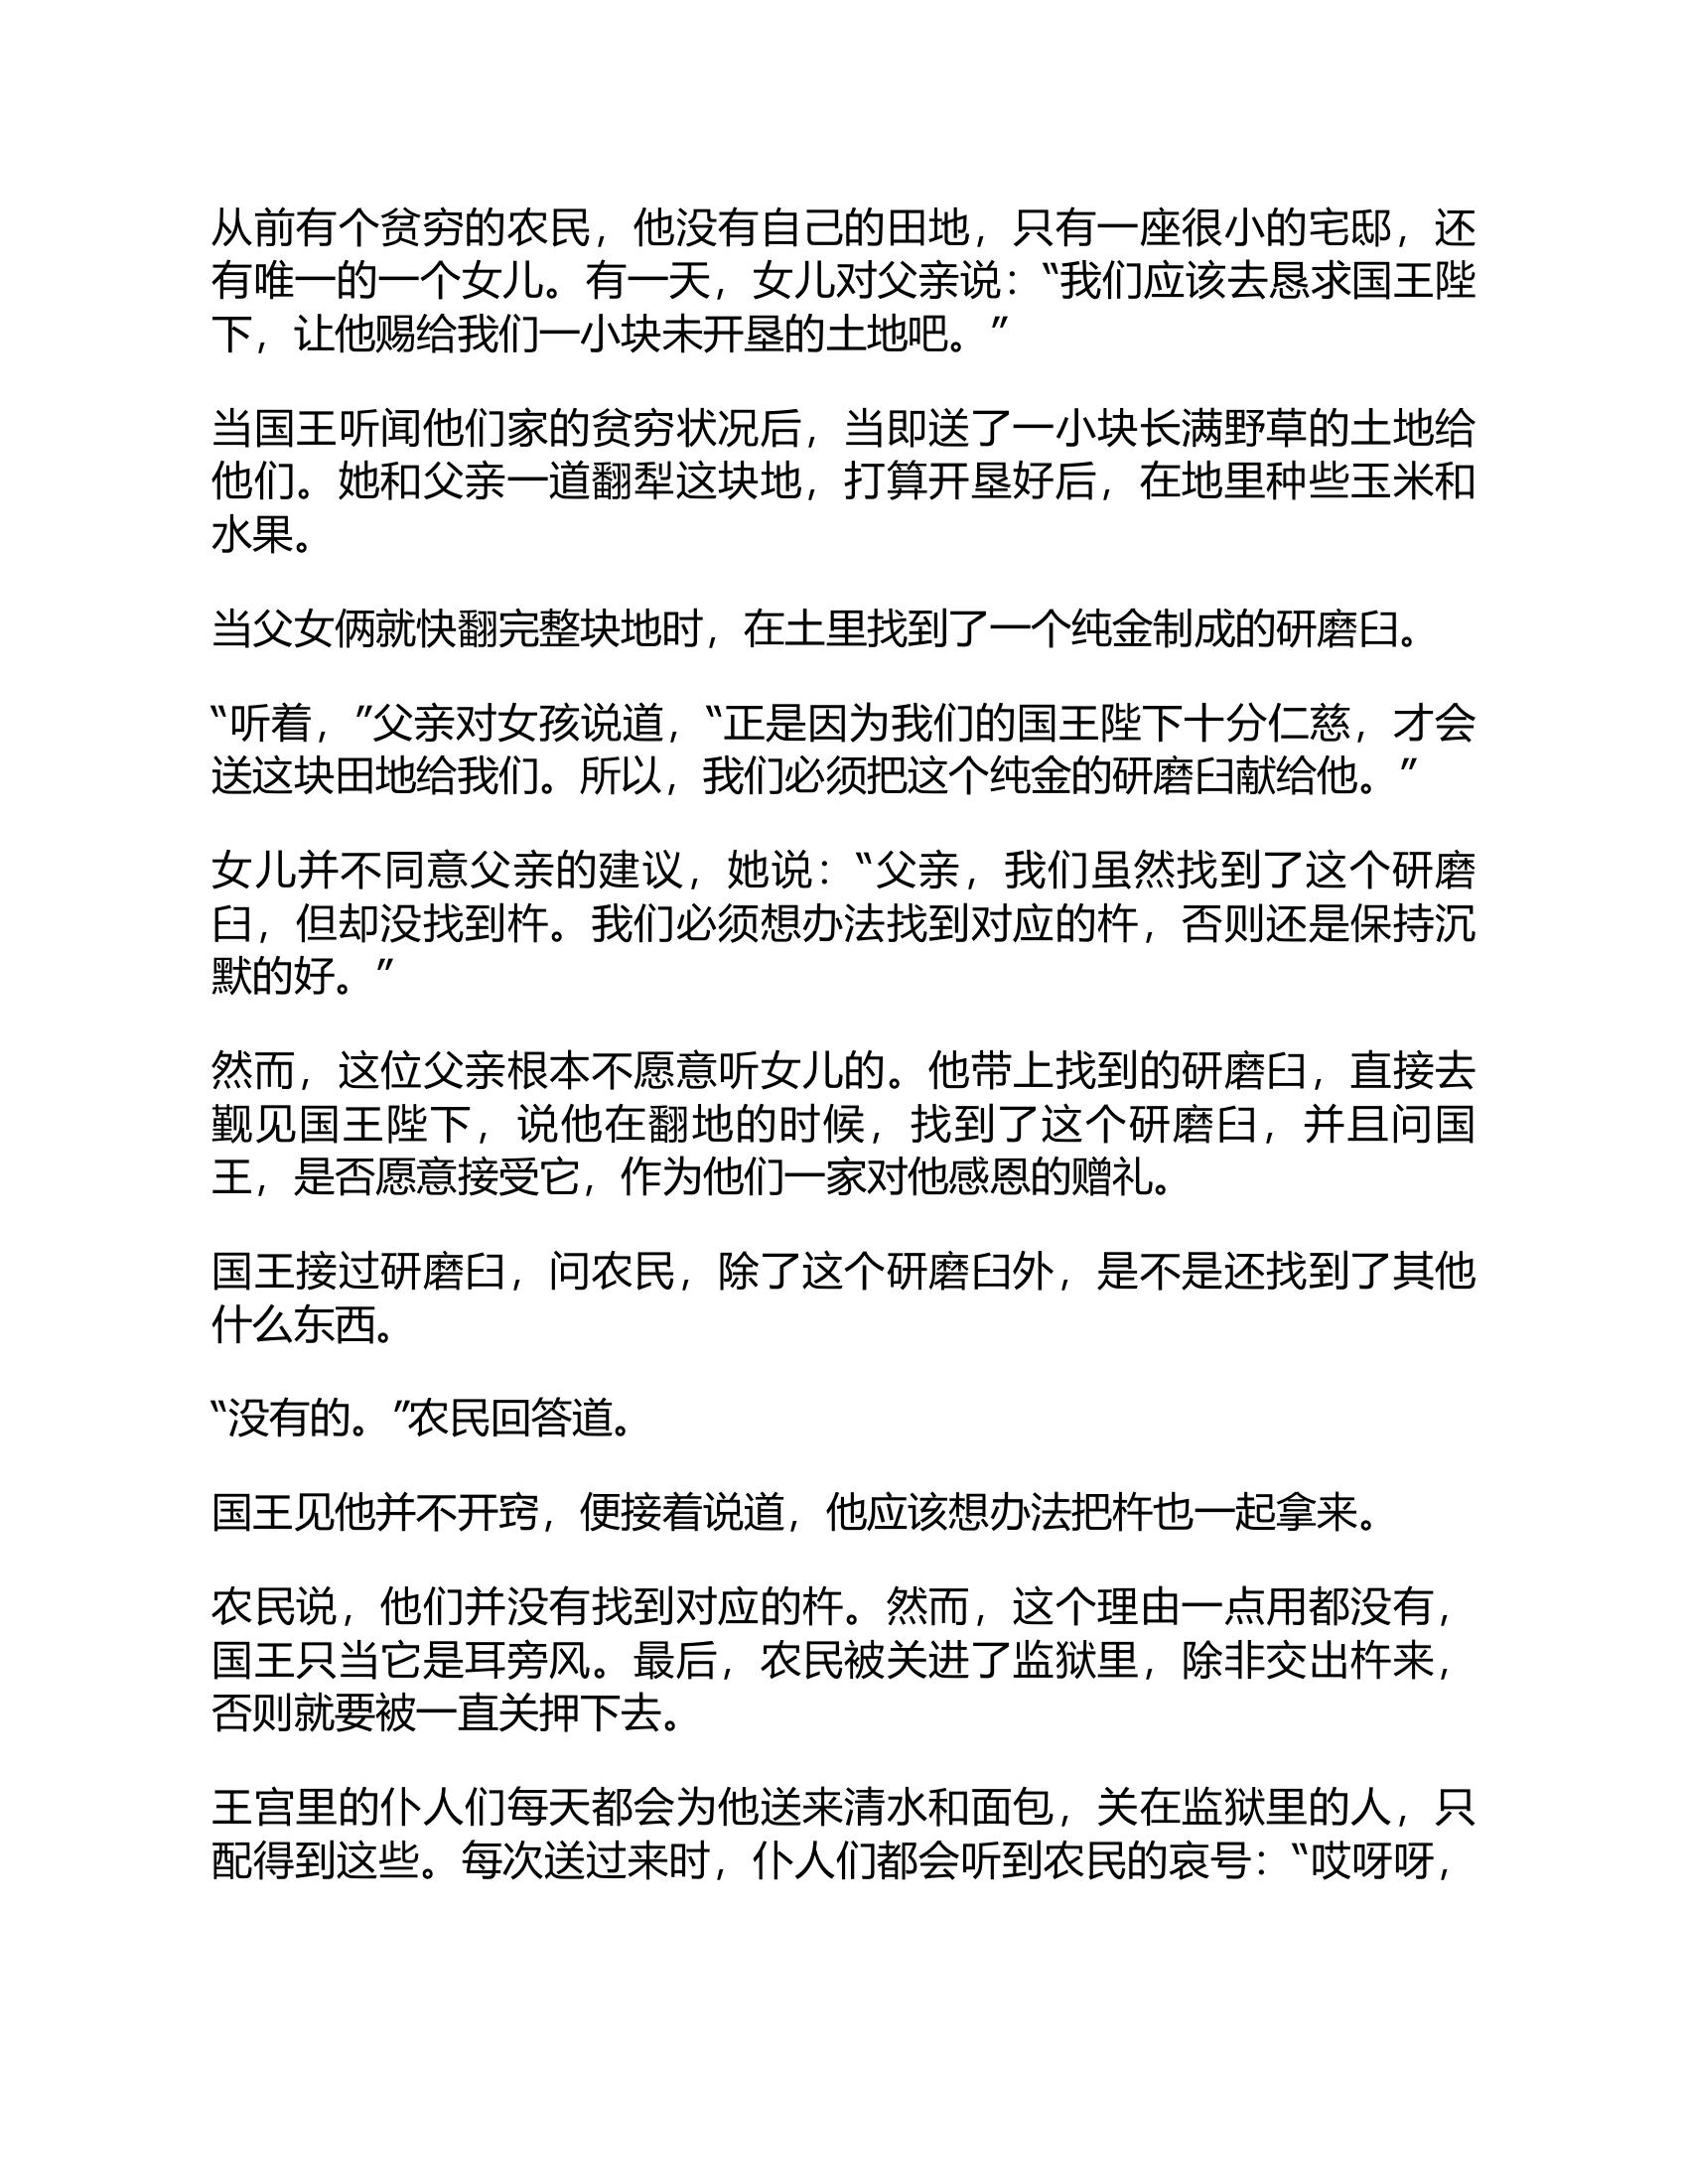 从前有个贫穷的农民，他没有自己的田地，只有一座很小的宅邸，还
有唯一的一个女儿。有一天，女儿对父亲说：“我们应该去恳求国王陛
下，让他赐给我们一小块未开垦的土地吧。”
当国王听闻他们家的贫穷状况后，当即送了一小块长满野草的土地给
他们。她和父亲一道翻犁这块地，打算开垦好后，在地里种些玉米和
水果。
当父女俩就快翻完整块地时，在土里找到了一个纯金制成的研磨臼。
“听着，”父亲对女孩说道，“正是因为我们的国王陛下十分仁慈，才会
送这块田地给我们。所以，我们必须把这个纯金的研磨臼献给他。”
女儿并不同意父亲的建议，她说：“父亲，我们虽然找到了这个研磨
臼，但却没找到杵。我们必须想办法找到对应的杵，否则还是保持沉
默的好。”
然而，这位父亲根本不愿意听女儿的。他带上找到的研磨臼，直接去
觐见国王陛下，说他在翻地的时候，找到了这个研磨臼，并且问国
王，是否愿意接受它，作为他们一家对他感恩的赠礼。
国王接过研磨臼，问农民，除了这个研磨臼外，是不是还找到了其他
什么东西。
“没有的。”农民回答道。
国王见他并不开窍，便接着说道，他应该想办法把杵也一起拿来。
农民说，他们并没有找到对应的杵。然而，这个理由一点用都没有，
国王只当它是耳旁风。最后，农民被关进了监狱里，除非交出杵来，
否则就要被一直关押下去。
王宫里的仆人们每天都会为他送来清水和面包，关在监狱里的人，只
配得到这些。每次送过来时，仆人们都会听到农民的哀号：“哎呀呀，